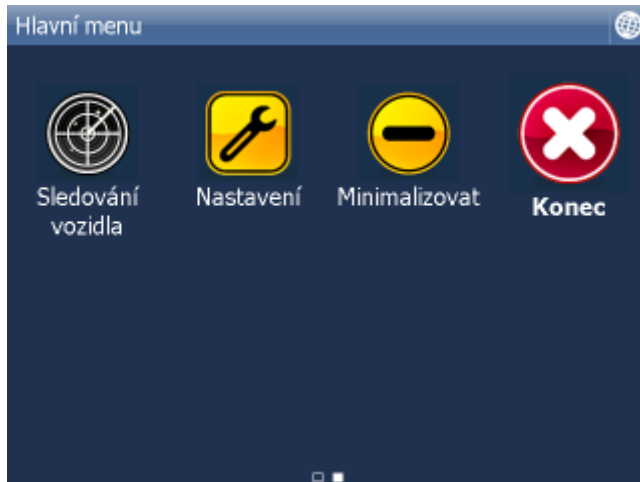 Hlavní menu
Sledování
vozidla
Nastavení
Minimalizovat
Konec